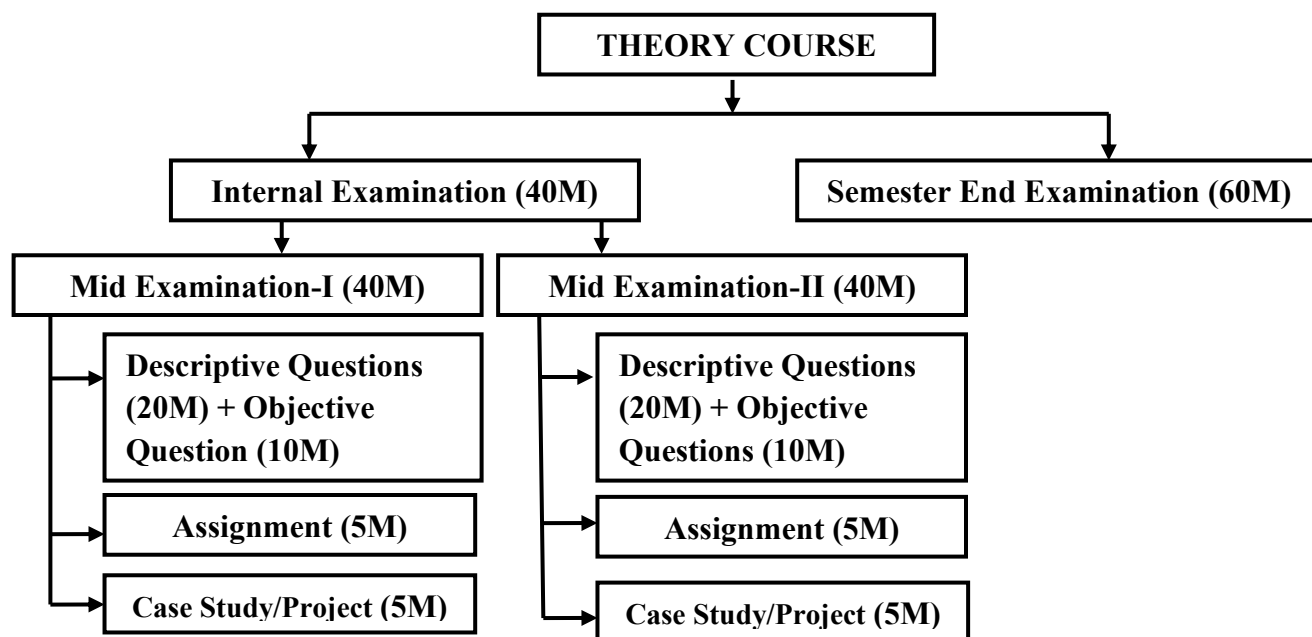 THEORY COURSE
Internal Examination (40M)
Semester End Examination (60M)
Mid Examination-I (40M)
Mid Examination-II (40M)
Descriptive Questions
(20M) + Objective
Question (10M)
Assignment (5M)
Case Study/Project (5M)
Descriptive Questions
(20M) + Objective
Questions (10M)
Assignment (5M)
Case Study/Project (5M)